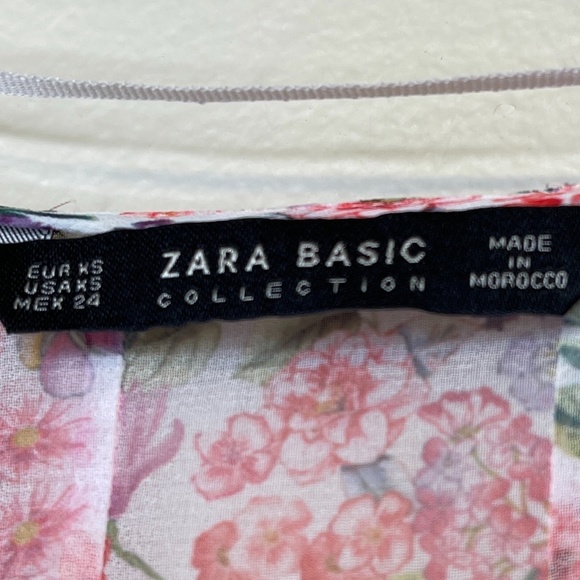 EUR XS
USA XS
MEX 24
ZARA BASIC
COLLECTION
MADE
IN
MOROCCO